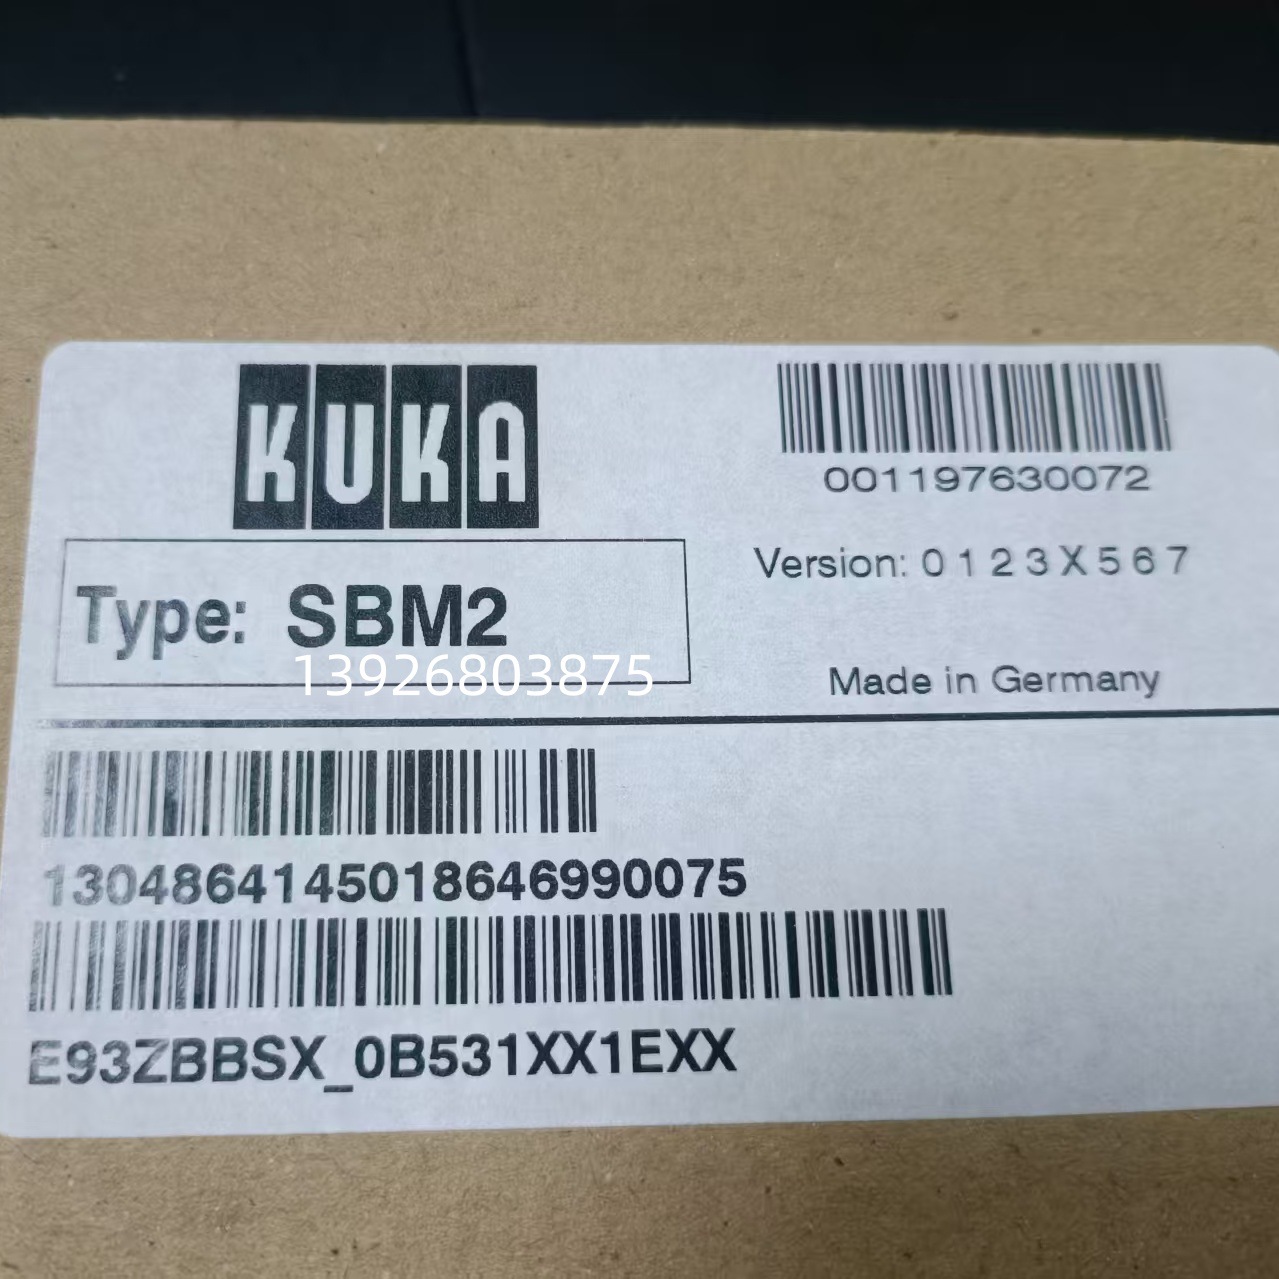 KUKA
001197630072
Version: 0 1 2 3 X 5 6 7
Type: SBM2
13926803875
Made in Germany
1304864145018646990075
E93ZBBSX_0B531XX1EXX